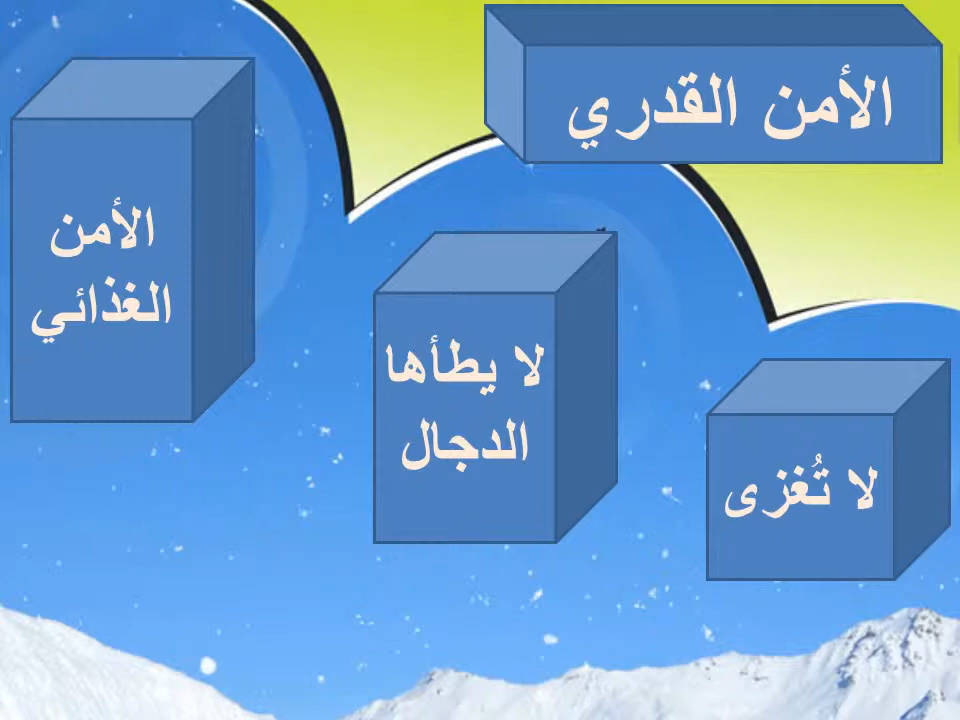 الأمن القدري
لا تُغزى
لا يطأها
الدجال
الأمن
الغذائي